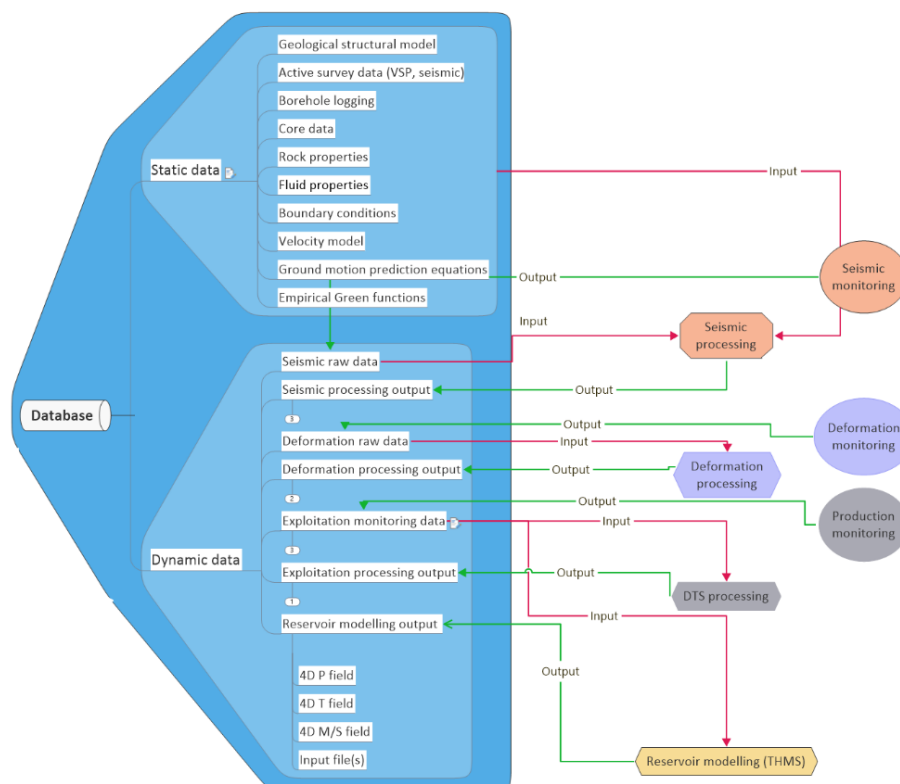 Geological structural model
Active survey data (VSP, seismic)
Borehole logging
Core data
Rock properties
Static data
Fluid properties
Boundary conditions
Velocity model
Ground motion prediction equations
Empirical Green functions
Input
Output
Seismic
monitoring
Input
Seismic
processing
Seismic raw data
Seismic processing output
Output
Database
3
Deformation raw data
Output
Input
Deformation
monitoring
Deformation processing output
Output
Deformation
processing
2
Exploitation monitoring data
Output
Input
Production
monitoring
3
Dynamic data
Exploitation processing output
Output
DTS processing
1
Reservoir modelling output
Input
Output
4D P field
4D T field
4D M/S field
Input file(s)
Reservoir modelling (THMS)